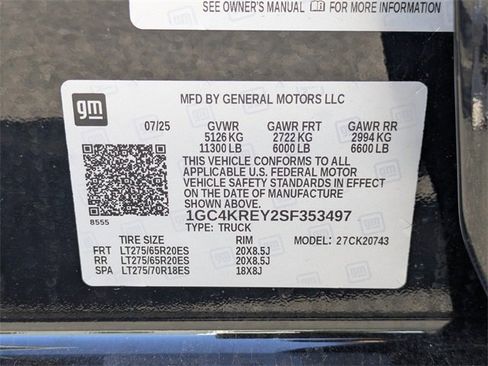 SEE OWNER'S MANUAL FOR MORE INFORMATION
gm
MFD BY GENERAL MOTORS LLC
07/25 GVWR GAWR FRT GAWR RR
5126 KG 2722 KG 2994 KG
11300 LB 6000 LB 6600 LB
THIS VEHICLE CONFORMS TO ALL
APPLICABLE U.S. FEDERAL MOTOR
VEHICLE SAFETY STANDARDS IN EFFECT
ON THE DATE OF MANUFACTURE
SHOWN ABOVE.
8555
1GC4KREY2SF353497
TYPE: TRUCK
TIRE SIZE RIM MODEL: 27CK20743
FRT LT275/65R20ES 20X8.5J
RR LT275/65R20ES 20X8.5J
SPA LT275/70R18ES 18X8J